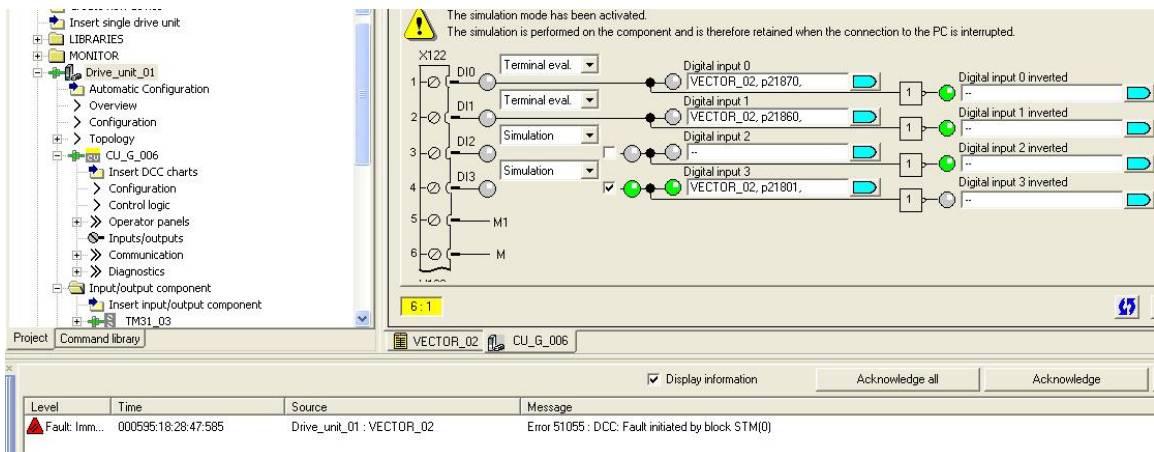 Insert single drive unit
LIBRARIES
MONITOR
Drive_unit_01
Automatic Configuration
Overview
Configuration
Topology
CU_G_006
Insert DCC charts
Configuration
Control logic
Operator panels
Inputs/outputs
Communication
Diagnostics
Input/output component
Insert input/output component
TM31_03
Project Command library
The simulation mode has been activated.
The simulation is performed on the component and is therefore retained when the connection to the PC is interrupted.
X122
1 DI0 Terminal eval. Digital input 0
VECTOR_02, p21870,
1 Digital input 0 inverted
--
2 DI1 Terminal eval. Digital input 1
VECTOR_02, p21860,
1 Digital input 1 inverted
--
3 DI2 Simulation Digital input 2
--
1 Digital input 2 inverted
--
4 DI3 Simulation Digital input 3
VECTOR_02, p21801,
1 Digital input 3 inverted
--
5 M1
6 M
6:1
VECTOR_02 CU_G_006
Display information Acknowledge all Acknowledge
Level Time Source Message
Fault: Imm... 000595:18:28:47:585 Drive_unit_01 : VECTOR_02 Error 51055 : DCC: Fault initiated by block STM(0)